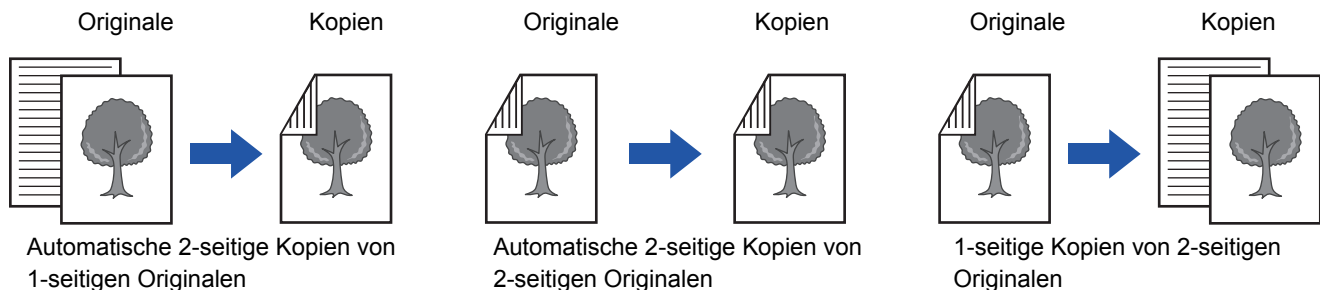 Originale Kopien Originale Kopien Originale Kopien
Automatische 2-seitige Kopien von
1-seitigen Originalen
Automatische 2-seitige Kopien von
2-seitigen Originalen
1-seitige Kopien von 2-seitigen
Originalen